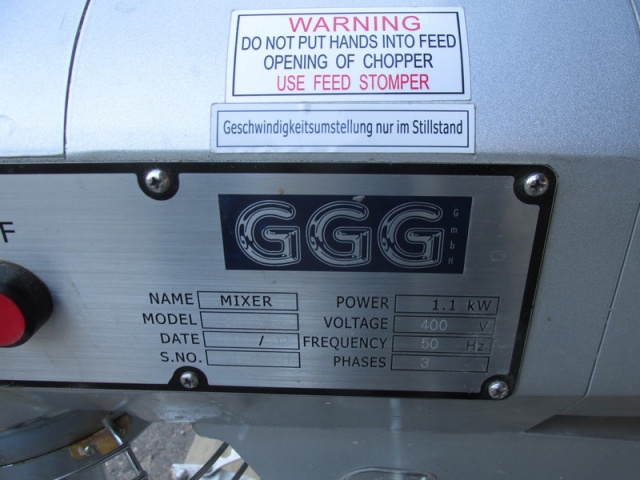 WARNING
DO NOT PUT HANDS INTO FEED
OPENING OF CHOPPER
USE FEED STOMPER
Geschwindigkeitsumstellung nur im Stillstand
GGG GmbH
F
NAME MIXER
MODEL
DATE /
S.NO.
POWER 1.1 kW
VOLTAGE 400 V
FREQUENCY 50 Hz
PHASES 3